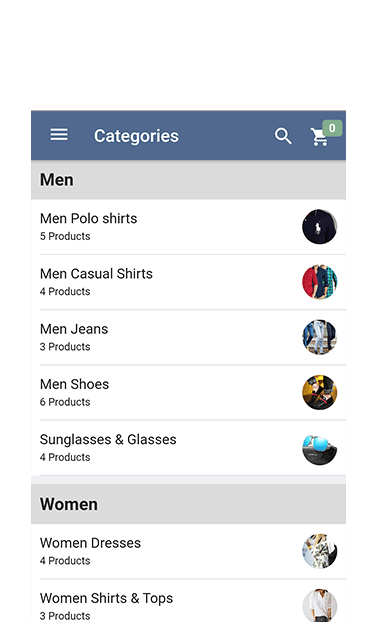 Categories
0
Men
Men Polo shirts
5 Products
Men Casual Shirts
4 Products
Men Jeans
3 Products
Men Shoes
6 Products
Sunglasses & Glasses
4 Products
Women
Women Dresses
4 Products
Women Shirts & Tops
3 Products